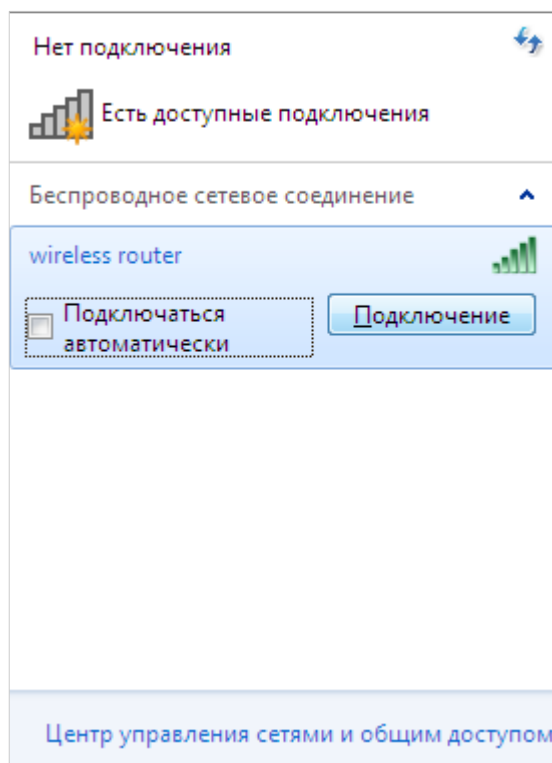 Нет подключения
Есть доступные подключения
Беспроводное сетевое соединение
wireless router
Подключаться
автоматически
Подключение
Центр управления сетями и общим доступом